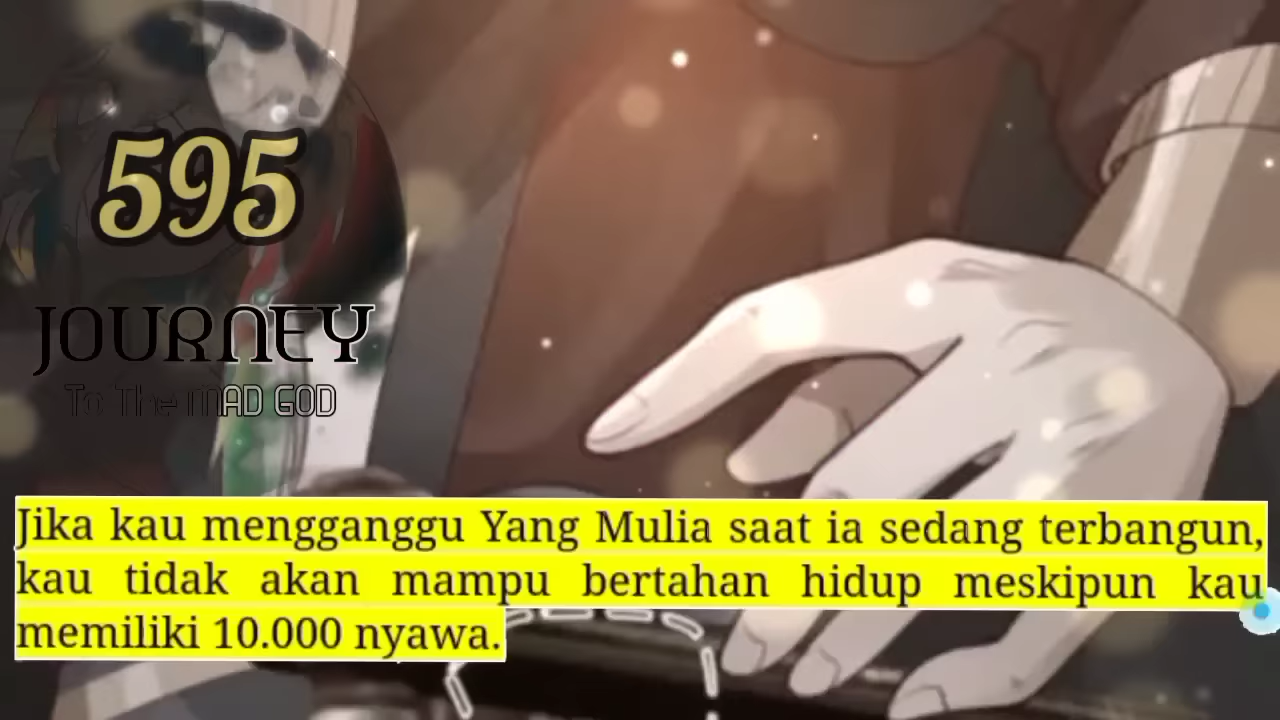 595
JOURNEY
To The MAD GOD
Jika kau mengganggu Yang Mulia saat ia sedang terbangun,
kau tidak akan mampu bertahan hidup meskipun kau
memiliki 10.000 nyawa.